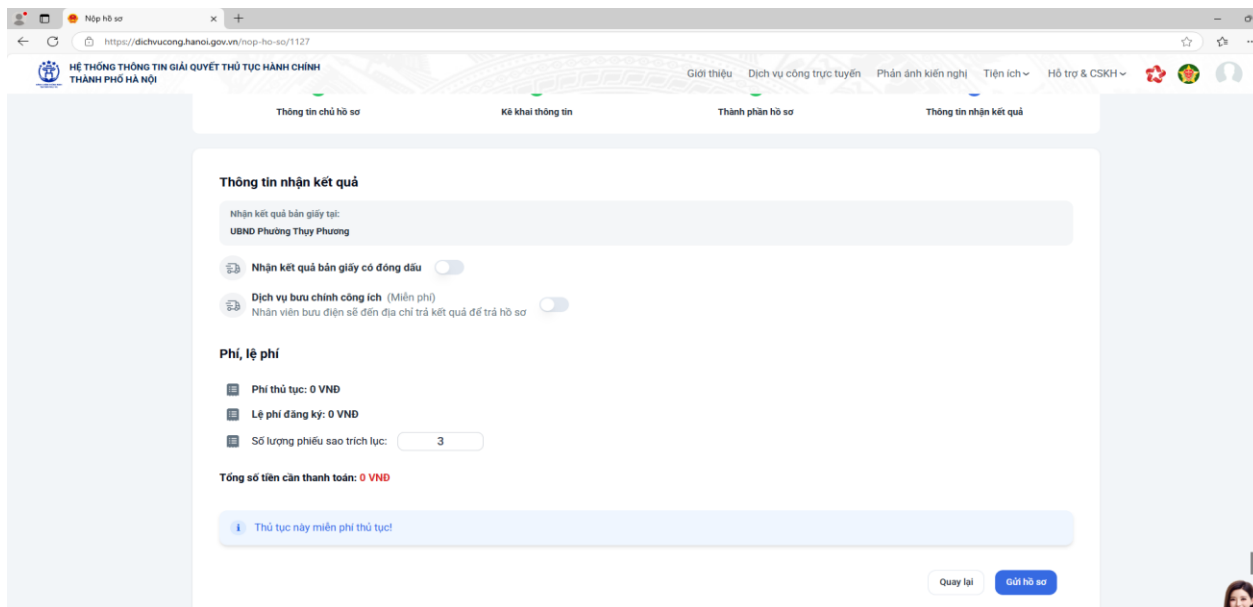 Nộp hồ sơ
https://dichvucong.hanoi.gov.vn/nop-ho-so/1127
HỆ THỐNG THÔNG TIN GIẢI QUYẾT THỦ TỤC HÀNH CHÍNH
THÀNH PHỐ HÀ NỘI
Giới thiệu Dịch vụ công trực tuyến Phản ánh kiến nghị Tiện ích Hỗ trợ & CSKH
Thông tin chủ hồ sơ Kê khai thông tin Thành phần hồ sơ Thông tin nhận kết quả
Thông tin nhận kết quả
Nhận kết quả bản giấy tại:
UBND Phường Thụy Phương
Nhận kết quả bản giấy có đóng dấu
Dịch vụ bưu chính công ích (Miễn phí)
Nhân viên bưu điện sẽ đến địa chỉ trả kết quả để trả hồ sơ
Phí, lệ phí
Phí thủ tục: 0 VNĐ
Lệ phí đăng ký: 0 VNĐ
Số lượng phiếu sao trích lục: 3
Tổng số tiền cần thanh toán: 0 VNĐ
Thủ tục này miễn phí thủ tục!
Quay lại Gửi hồ sơ